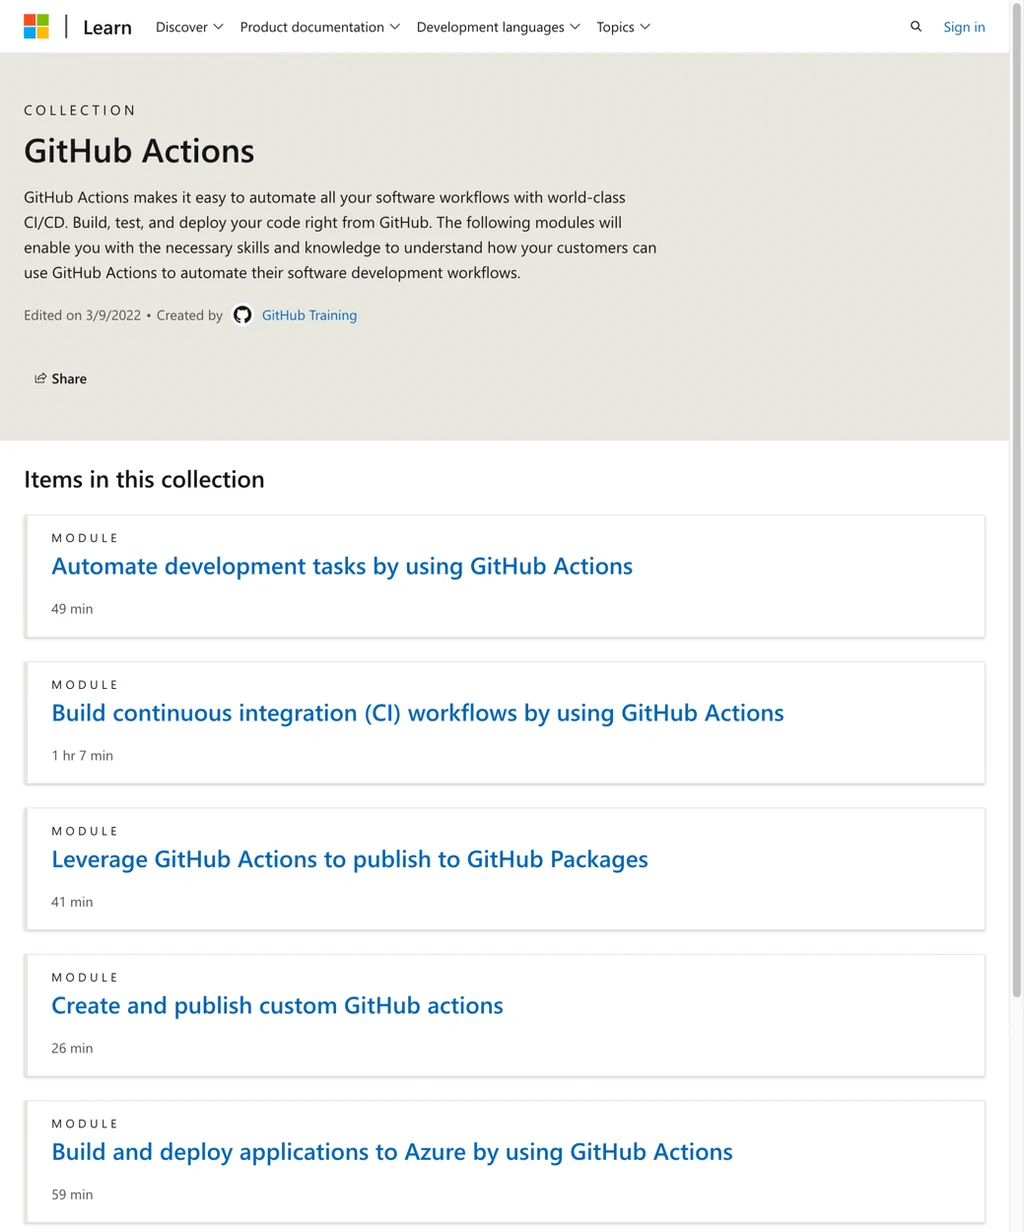 Learn Discover Product documentation Development languages Topics Sign in
COLLECTION
GitHub Actions
GitHub Actions makes it easy to automate all your software workflows with world-class
CI/CD. Build, test, and deploy your code right from GitHub. The following modules will
enable you with the necessary skills and knowledge to understand how your customers can
use GitHub Actions to automate their software development workflows.
Edited on 3/9/2022 • Created by GitHub Training
Share
Items in this collection
MODULE
Automate development tasks by using GitHub Actions
49 min
MODULE
Build continuous integration (CI) workflows by using GitHub Actions
1 hr 7 min
MODULE
Leverage GitHub Actions to publish to GitHub Packages
41 min
MODULE
Create and publish custom GitHub actions
26 min
MODULE
Build and deploy applications to Azure by using GitHub Actions
59 min